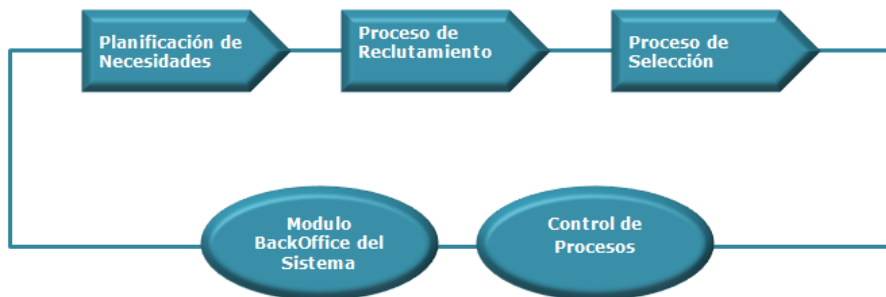 Planificación de
Necesidades
Proceso de
Reclutamiento
Proceso de
Selección
Modulo
BackOffice del
Sistema
Control de
Procesos